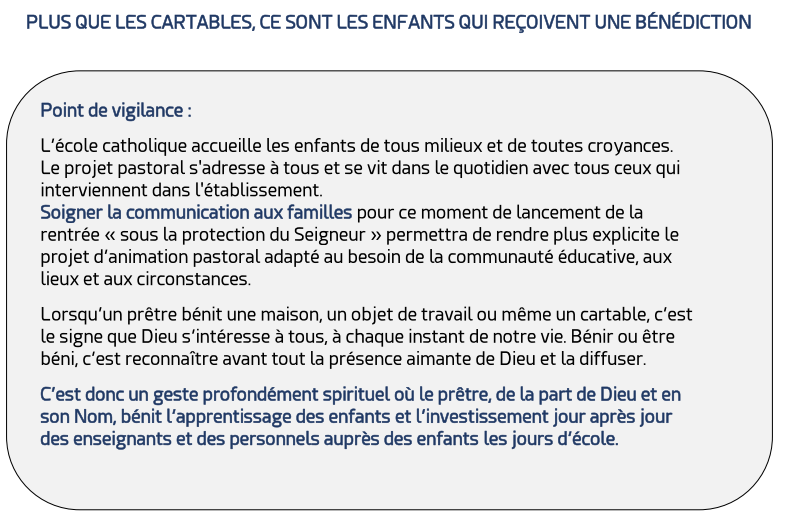 PLUS QUE LES CARTABLES, CE SONT LES ENFANTS QUI REÇOIVENT UNE BÉNÉDICTION
Point de vigilance :
L'école catholique accueille les enfants de tous milieux et de toutes croyances.
Le projet pastoral s'adresse à tous et se vit dans le quotidien avec tous ceux qui
interviennent dans l'établissement.
Soigner la communication aux familles pour ce moment de lancement de la
rentrée « sous la protection du Seigneur » permettra de rendre plus explicite le
projet d'animation pastoral adapté au besoin de la communauté éducative, aux
lieux et aux circonstances.
Lorsqu'un prêtre bénit une maison, un objet de travail ou même un cartable, c'est
le signe que Dieu s'intéresse à tous, à chaque instant de notre vie. Bénir ou être
béni, c'est reconnaître avant tout la présence aimante de Dieu et la diffuser.
C'est donc un geste profondément spirituel où le prêtre, de la part de Dieu et en
son Nom, bénit l'apprentissage des enfants et l'investissement jour après jour
des enseignants et des personnels auprès des enfants les jours d'école.